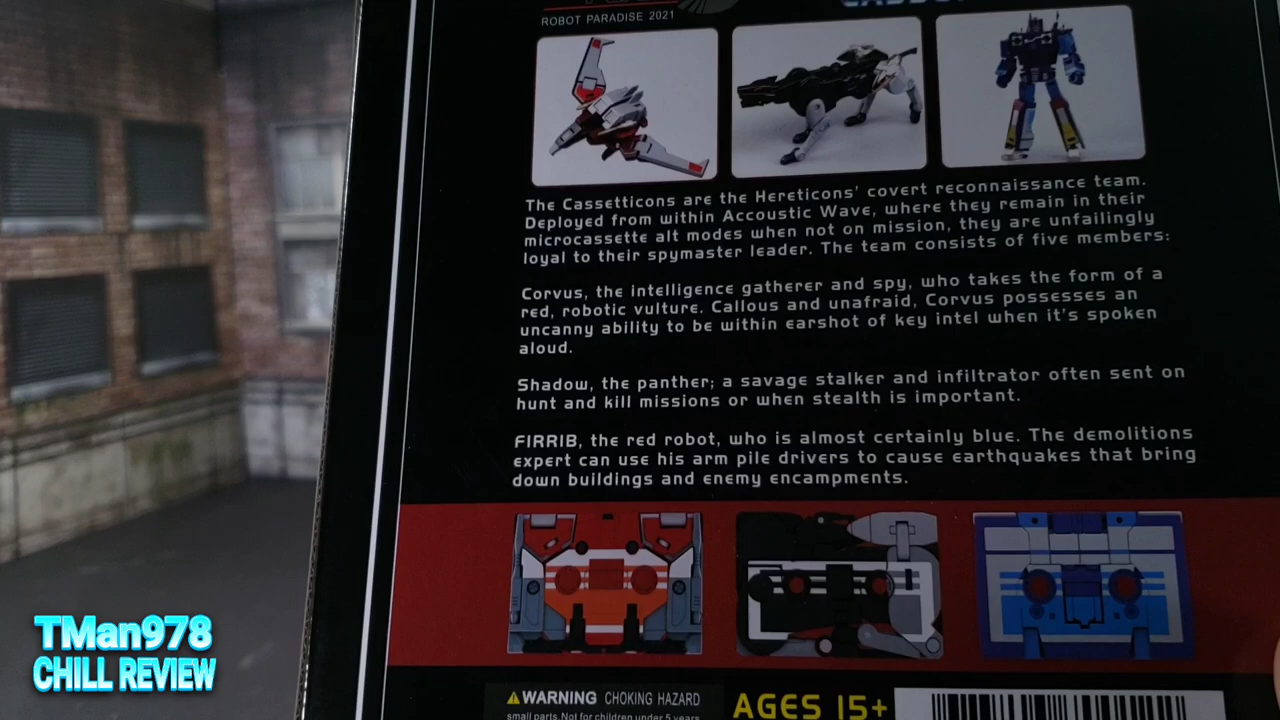 ROBOT PARADISE 2021
The Cassetticons are the Hereticons' covert reconnaissance team.
Deployed from within Accoustic Wave, where they remain in their
microcassette alt modes when not on mission, they are unfailingly
loyal to their spymaster leader. The team consists of five members:
Corvus, the intelligence gatherer and spy, who takes the form of a
red, robotic vulture. Callous and unafraid, Corvus possesses an
uncanny ability to be within earshot of key intel when it's spoken
aloud.
Shadow, the panther; a savage stalker and infiltrator often sent on
hunt and kill missions or when stealth is important.
FIRRIB, the red robot, who is almost certainly blue. The demolitions
expert can use his arm pile drivers to cause earthquakes that bring
down buildings and enemy encampments.
WARNING CHOKING HAZARD
small parts. Not for children under 5 years
AGES 15+
TMan978
CHILL REVIEW